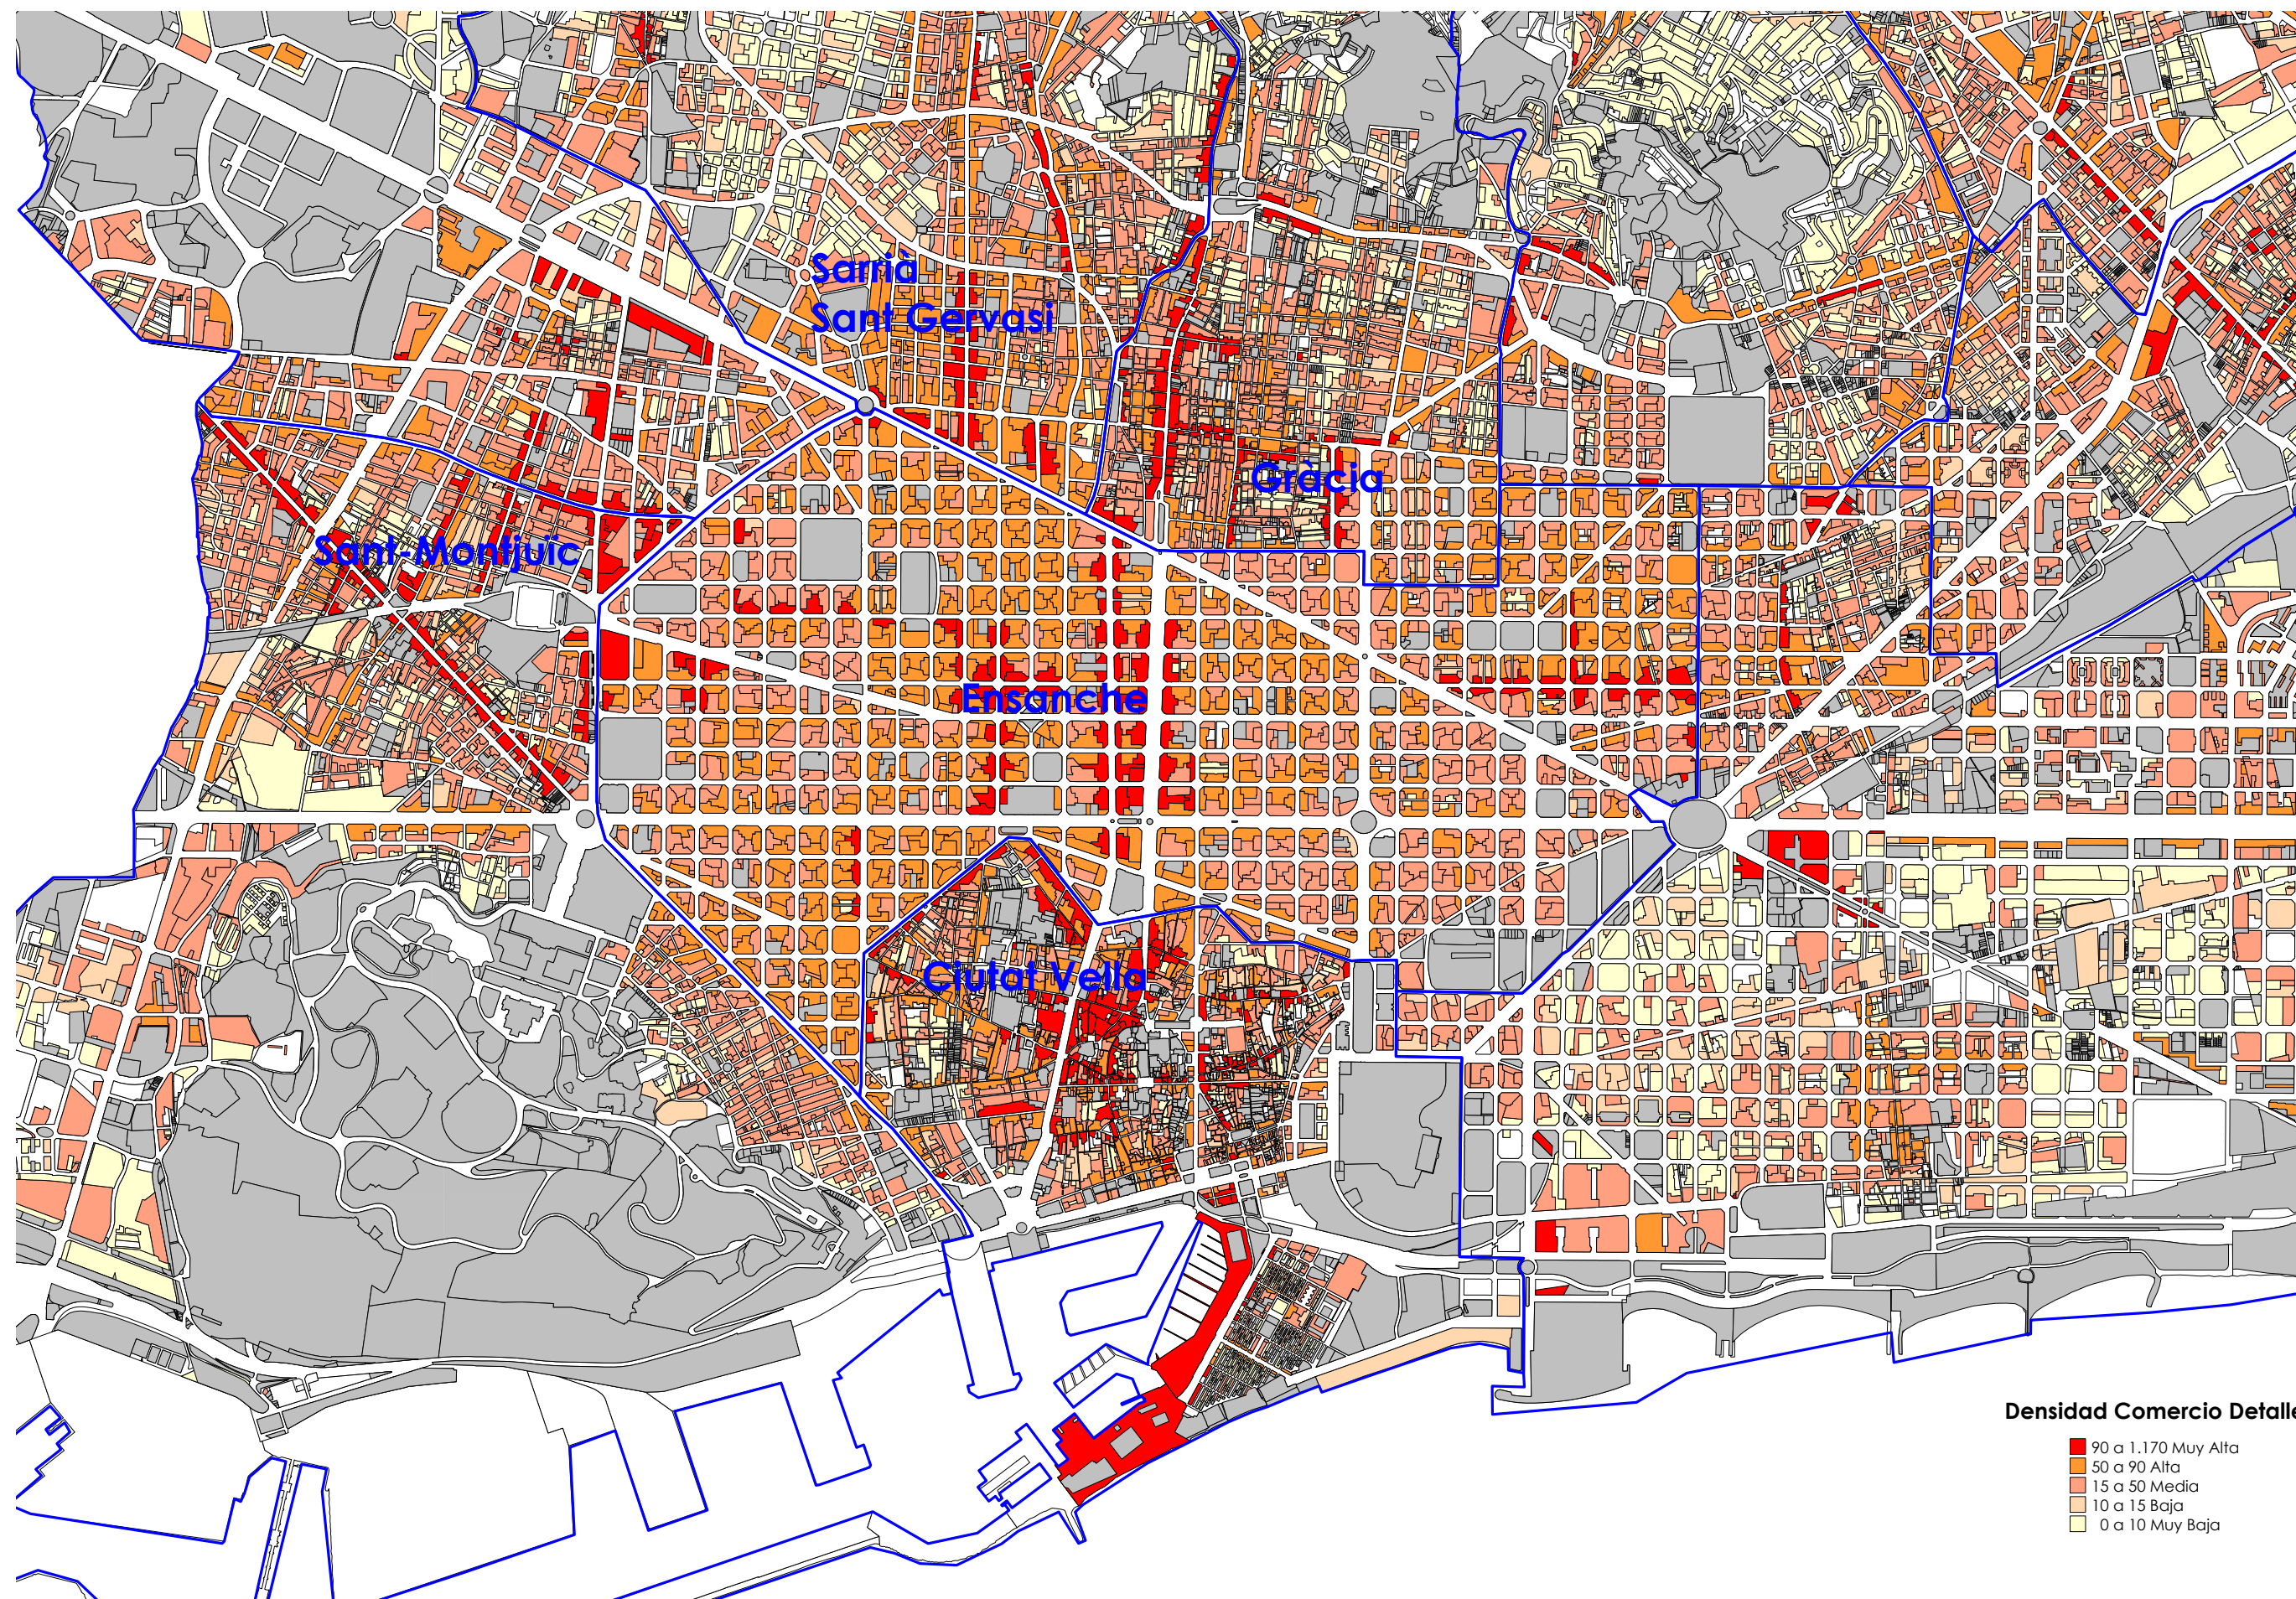 Sarrià
Sant Gervasi
Gràcia
Sant-Montjuic
Ensanche
Ciutat Vella
Densidad Comercio Detalle
90 a 1.170 Muy Alta
50 a 90 Alta
15 a 50 Media
10 a 15 Baja
0 a 10 Muy Baja